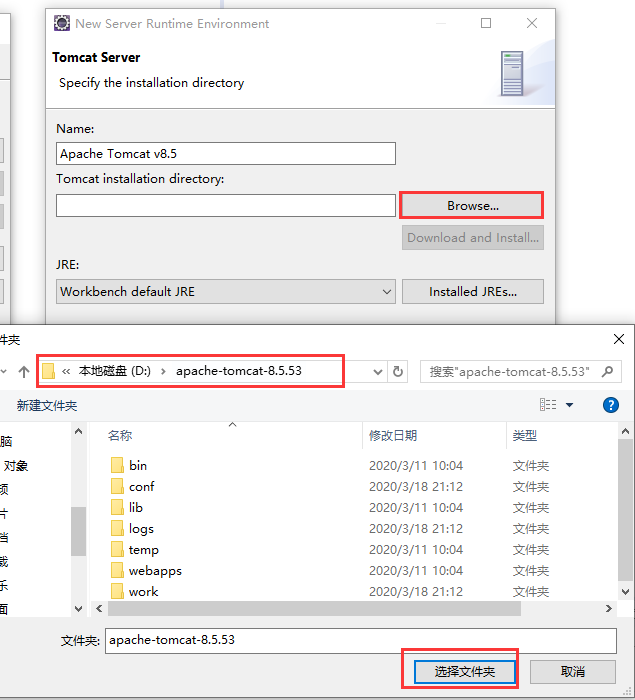 New Server Runtime Environment
Tomcat Server
Specify the installation directory
Name:
Apache Tomcat v8.5
Tomcat installation directory:
Browse...
Download and Install...
JRE:
Workbench default JRE
Installed JREs...
件夹
« 本地磁盘 (D:) > apache-tomcat-8.5.53
搜索"apache-tomcat-8.5.53"
新建文件夹
名称 修改日期 类型
脑
对象
bin 2020/3/11 10:04 文件夹
conf 2020/3/18 21:12 文件夹
频
lib 2020/3/11 10:04 文件夹
片
logs 2020/3/18 21:12 文件夹
档
temp 2020/3/11 10:04 文件夹
载
webapps 2020/3/11 10:04 文件夹
乐
work 2020/3/18 21:12 文件夹
面
文件夹: apache-tomcat-8.5.53
选择文件夹 取消